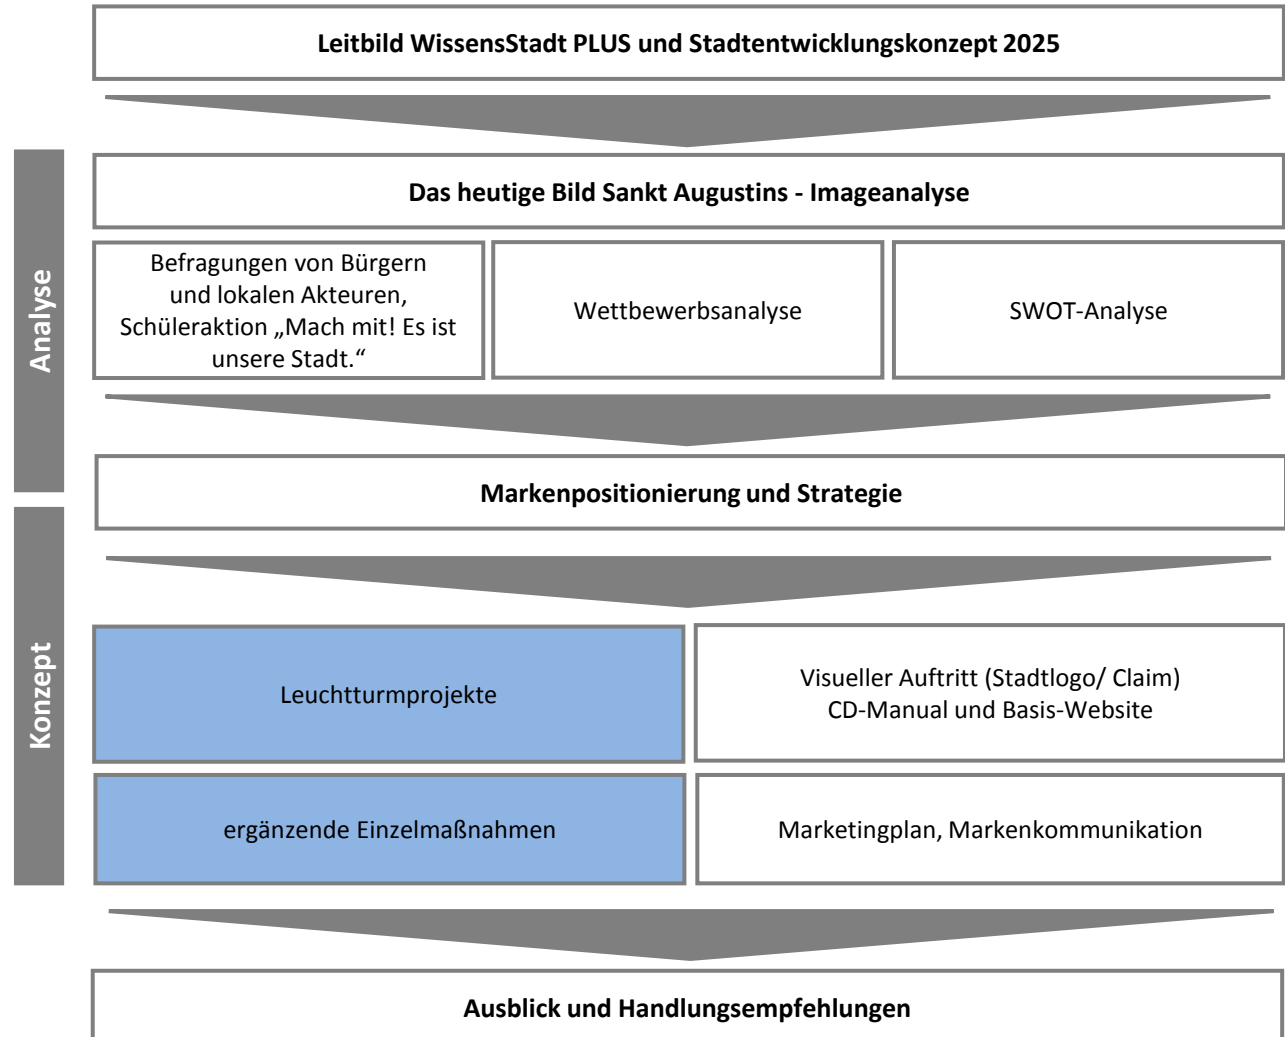 Leitbild WissensStadt PLUS und Stadtentwicklungskonzept 2025
Analyse
Das heutige Bild Sankt Augustins - Imageanalyse
Befragungen von Bürgern
und lokalen Akteuren,
Schüleraktion „Mach mit! Es ist
unsere Stadt.“
Wettbewerbsanalyse
SWOT-Analyse
Markenpositionierung und Strategie
Konzept
Leuchtturmprojekte
Visueller Auftritt (Stadtlogo/ Claim)
CD-Manual und Basis-Website
ergänzende Einzelmaßnahmen
Marketingplan, Markenkommunikation
Ausblick und Handlungsempfehlungen